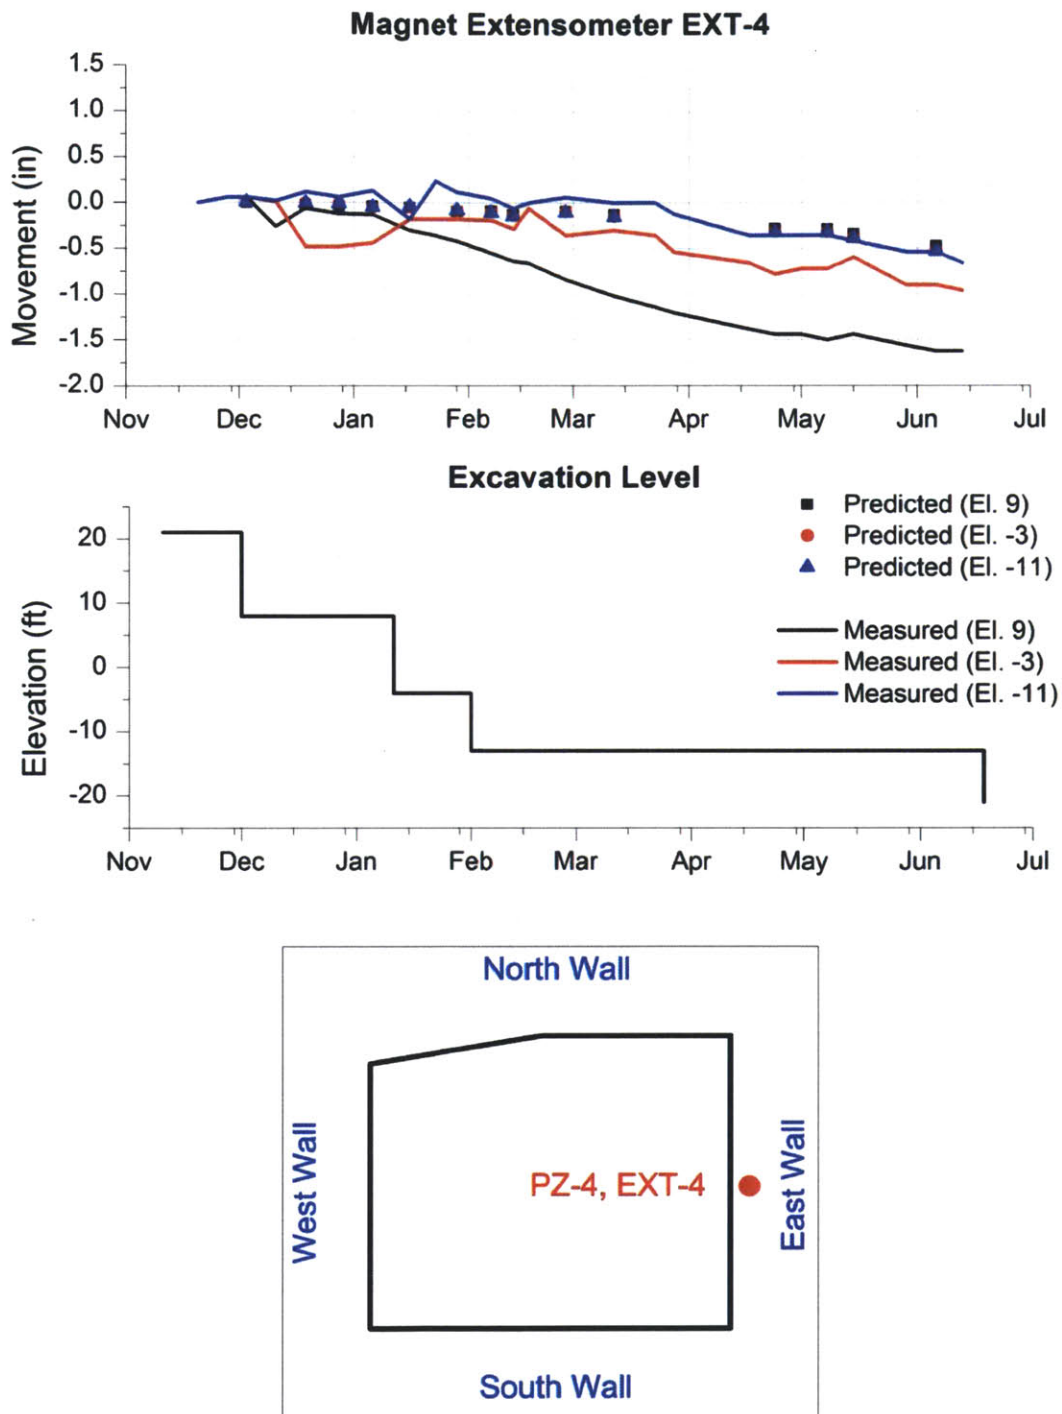 Magnet Extensometer EXT-4
Movement (in)
1.5
1.0
0.5
0.0
-0.5
-1.0
-1.5
-2.0
Nov Dec Jan Feb Mar Apr May Jun Jul
Excavation Level
Elevation (ft)
20
10
0
-10
-20
Predicted (El. 9)
Predicted (El. -3)
Predicted (El. -11)
Measured (El. 9)
Measured (El. -3)
Measured (El. -11)
Nov Dec Jan Feb Mar Apr May Jun Jul
North Wall
West Wall
PZ-4, EXT-4
East Wall
South Wall